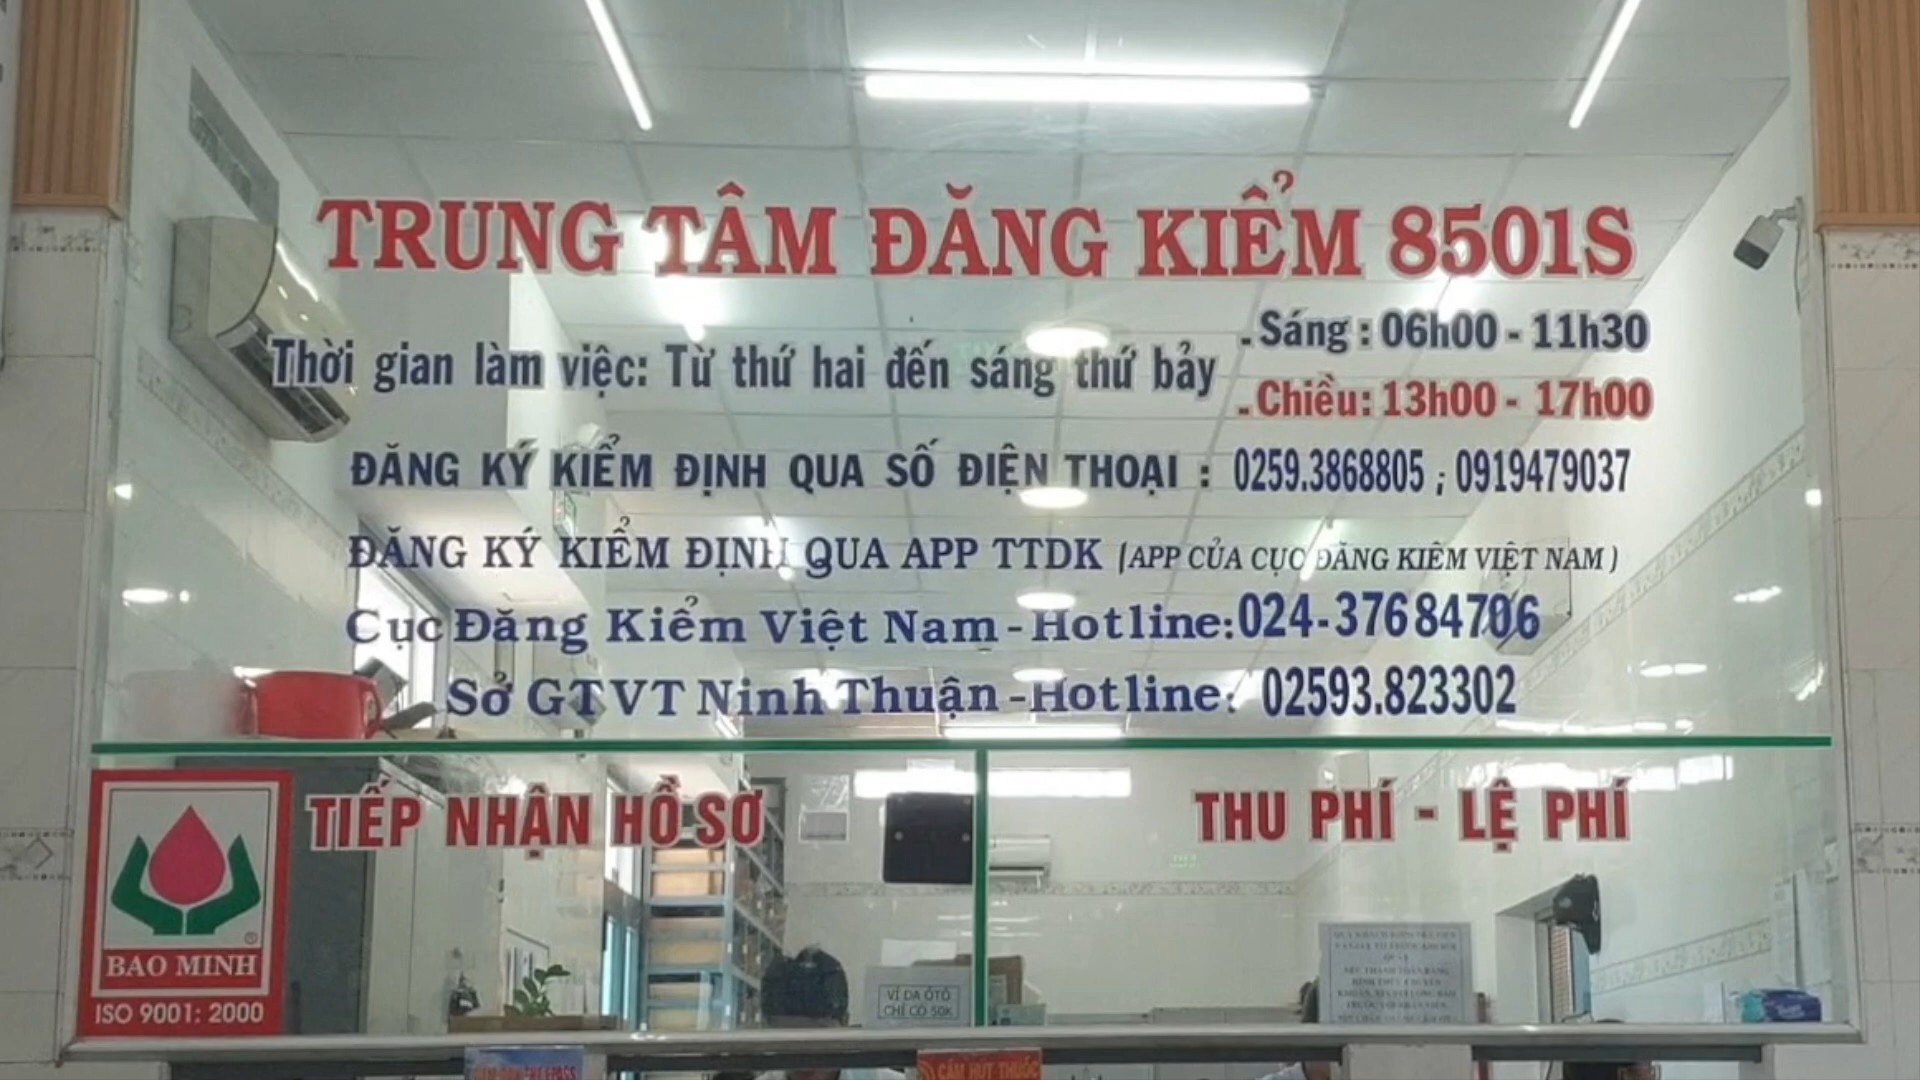 TRUNG TÂM ĐĂNG KIỂM 8501S
Thời gian làm việc: Từ thứ hai đến sáng thứ bảy
- Sáng : 06h00 - 11h30
- Chiều: 13h00 - 17h00
ĐĂNG KÝ KIỂM ĐỊNH QUA SỐ ĐIỆN THOẠI : 0259.3868805 ; 0919479037
ĐĂNG KÝ KIỂM ĐỊNH QUA APP TTDK (APP CỦA CỤC ĐĂNG KIỂM VIỆT NAM)
Cục Đăng Kiểm Việt Nam - Hotline: 024-37684706
Sở GTVT Ninh Thuận - Hotline: 02593.823302
TIẾP NHẬN HỒ SƠ
THU PHÍ - LỆ PHÍ
BAO MINH
ISO 9001: 2000
VÍ DA ÔTÔ
CHỈ CÓ 50K
CẤM HÚT THUỐC